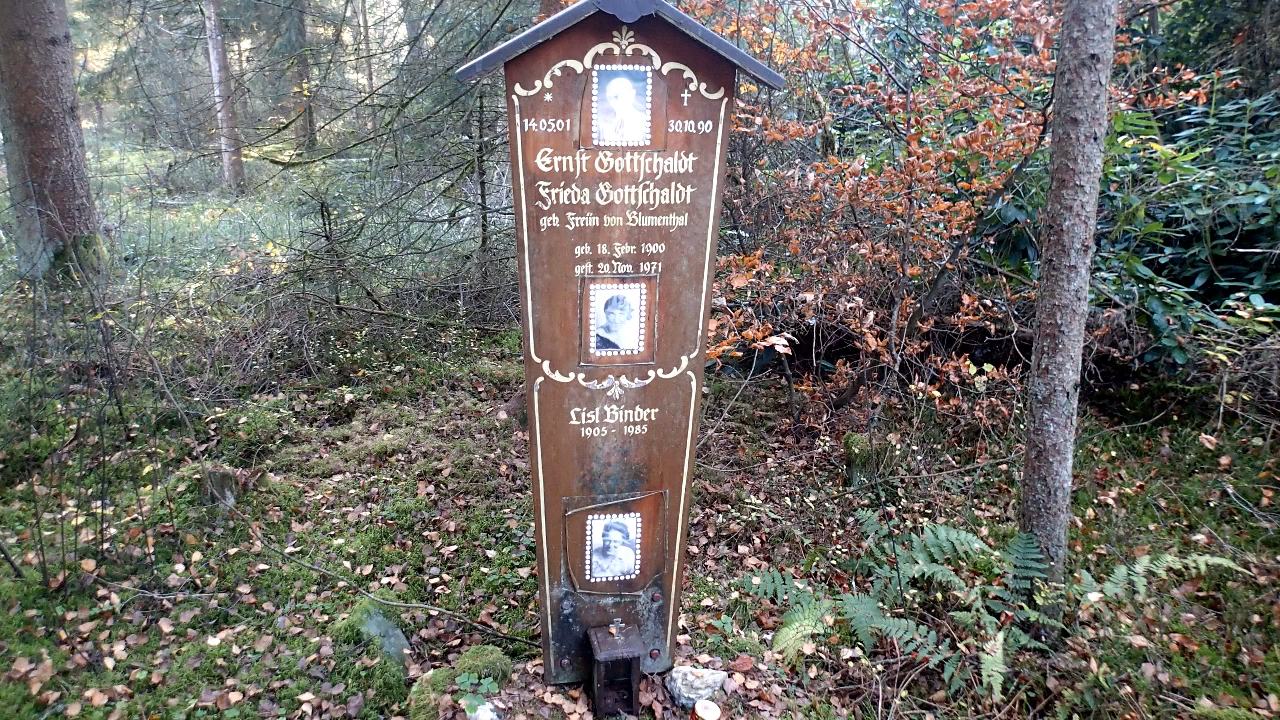 * †
14.05.01 30.10.90
Ernst Gottschaldt
Frieda Gottschaldt
geb. Freiin von Blumenthal
geb. 18. Febr. 1900
gest. 20. Nov. 1971
Lisl Binder
1905 - 1985